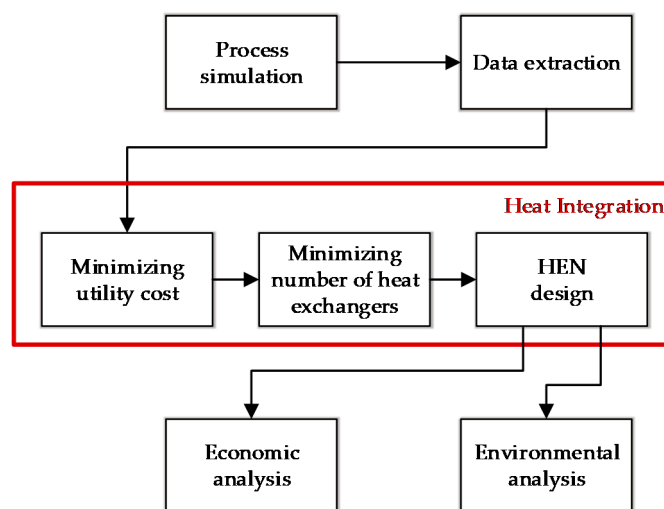 Process
simulation
Data extraction
Heat Integration
Minimizing
utility cost
Minimizing
number of heat
exchangers
HEN
design
Economic
analysis
Environmental
analysis